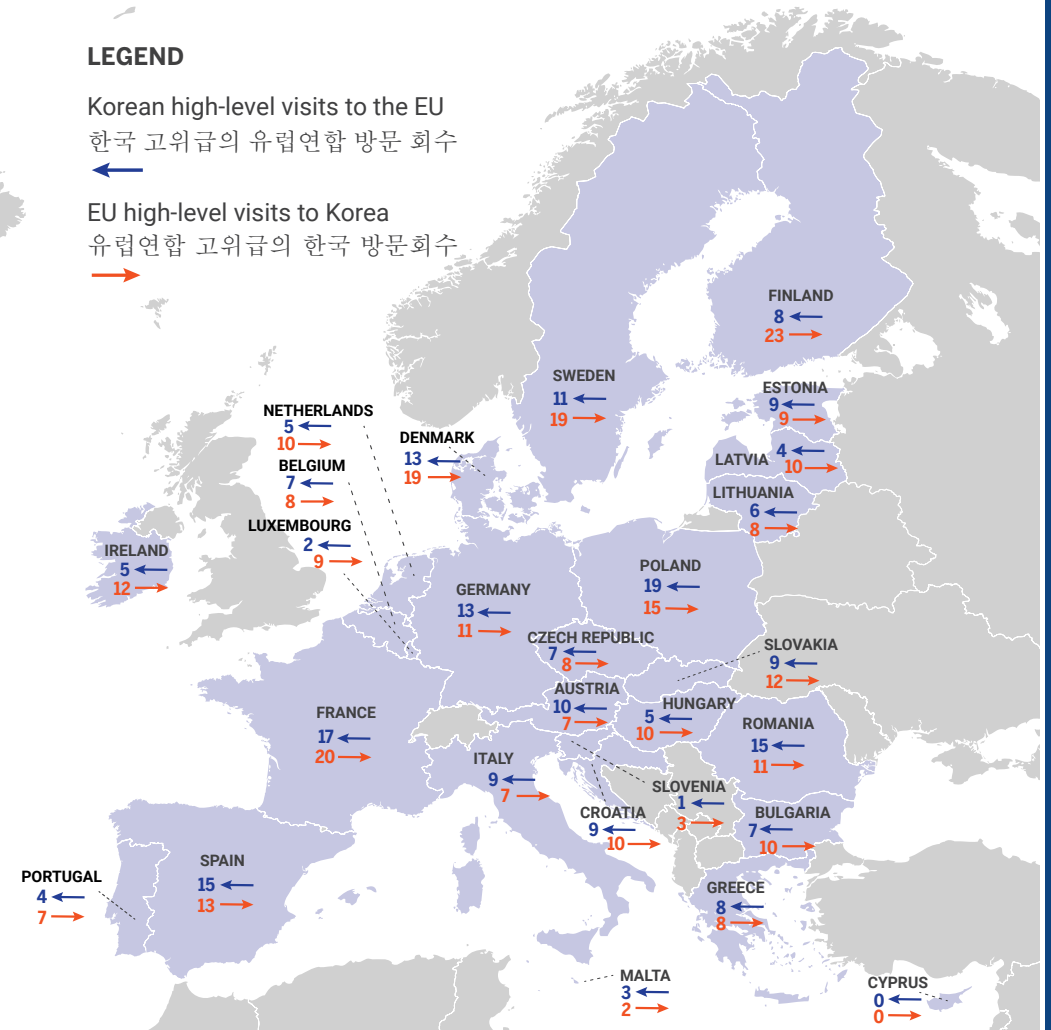 LEGEND
Korean high-level visits to the EU
한국 고위급의 유럽연합 방문 회수
EU high-level visits to Korea
유럽연합 고위급의 한국 방문회수
FINLAND
8
23
SWEDEN
11
19
ESTONIA
9
9
NETHERLANDS
5
10
DENMARK
13
19
LATVIA
4
10
BELGIUM
7
8
LITHUANIA
6
8
LUXEMBOURG
2
9
IRELAND
5
12
POLAND
19
15
GERMANY
13
11
CZECH REPUBLIC
7
8
SLOVAKIA
9
12
AUSTRIA
10
7
HUNGARY
5
10
FRANCE
17
20
ROMANIA
15
11
ITALY
9
7
SLOVENIA
1
3
CROATIA
9
10
BULGARIA
7
10
SPAIN
15
13
PORTUGAL
4
7
GREECE
8
8
MALTA
3
2
CYPRUS
0
0